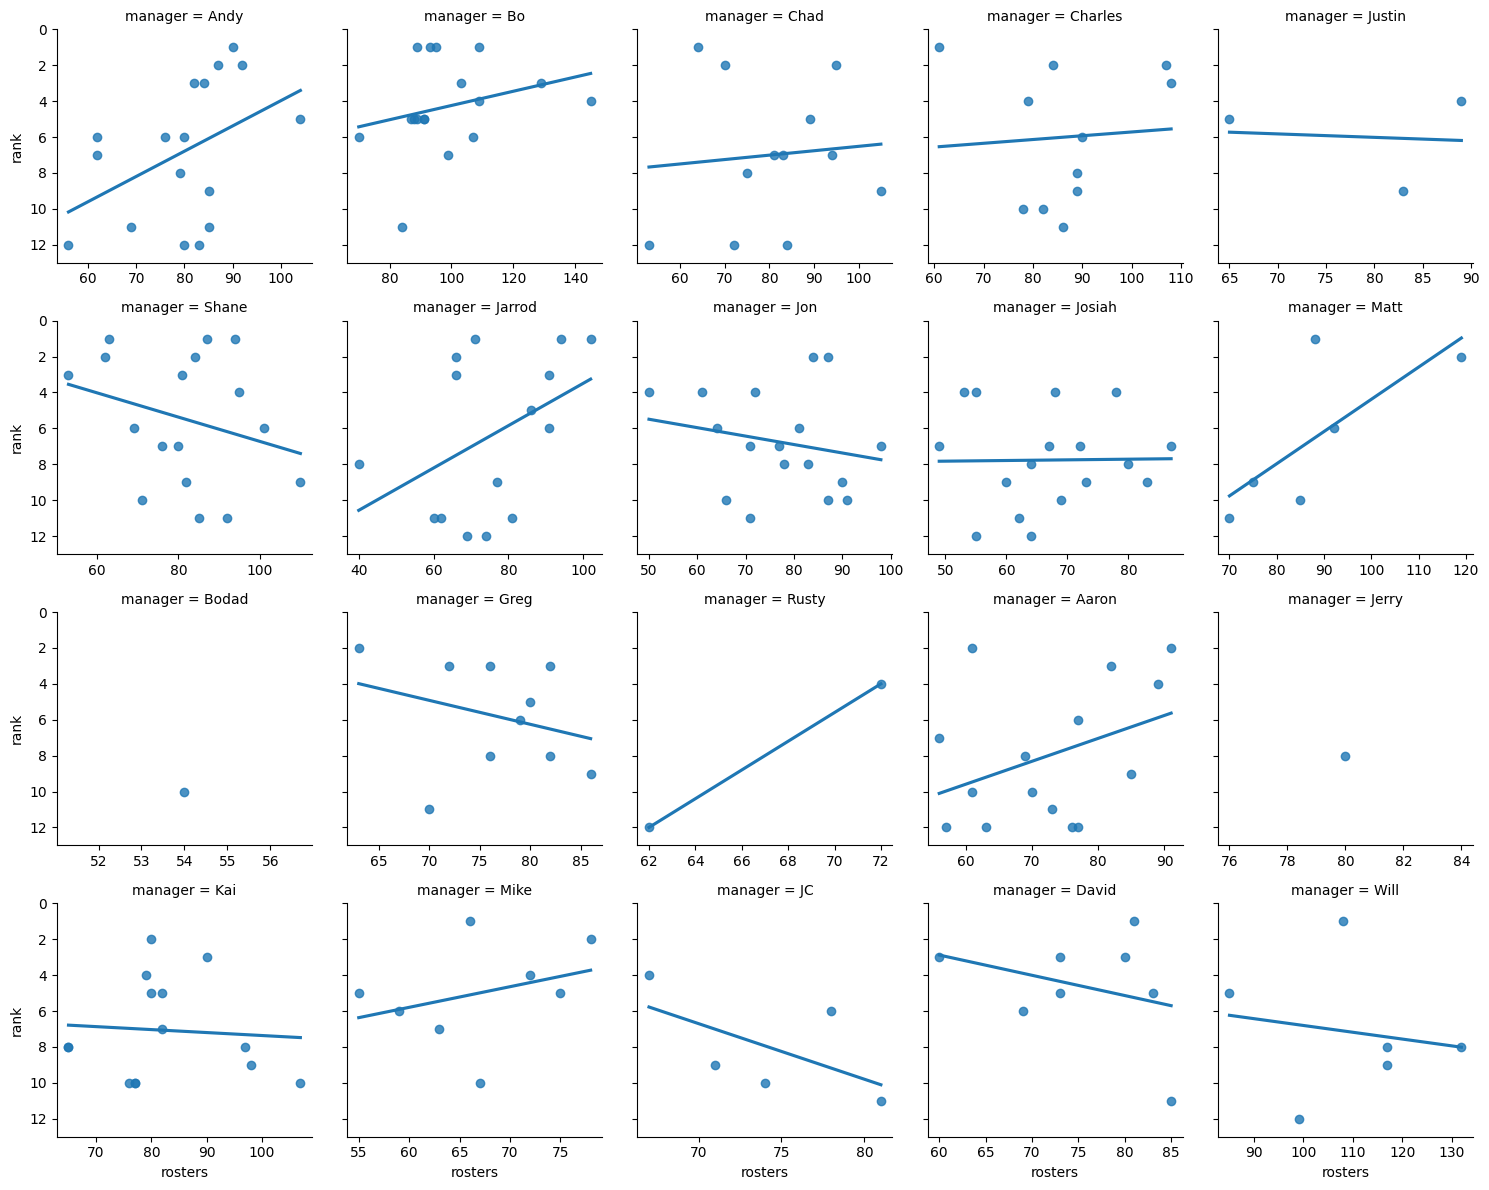 manager = Andy manager = Bo manager = Chad manager = Charles manager = Justin
0
2
4
6
8
10
12
rank
60 70 80 90 100 80 100 120 140 60 70 80 90 100 60 70 80 90 100 110 65 70 75 80 85 90
manager = Shane manager = Jarrod manager = Jon manager = Josiah manager = Matt
0
2
4
6
8
10
12
rank
60 80 100 40 60 80 100 50 60 70 80 90 100 50 60 70 80 70 80 90 100 110 120
manager = Bodad manager = Greg manager = Rusty manager = Aaron manager = Jerry
0
2
4
6
8
10
12
rank
52 53 54 55 56 65 70 75 80 85 62 64 66 68 70 72 60 70 80 90 76 78 80 82 84
manager = Kai manager = Mike manager = JC manager = David manager = Will
0
2
4
6
8
10
12
rank
70 80 90 100 55 60 65 70 75 70 75 80 60 65 70 75 80 85 90 100 110 120 130
rosters rosters rosters rosters rosters